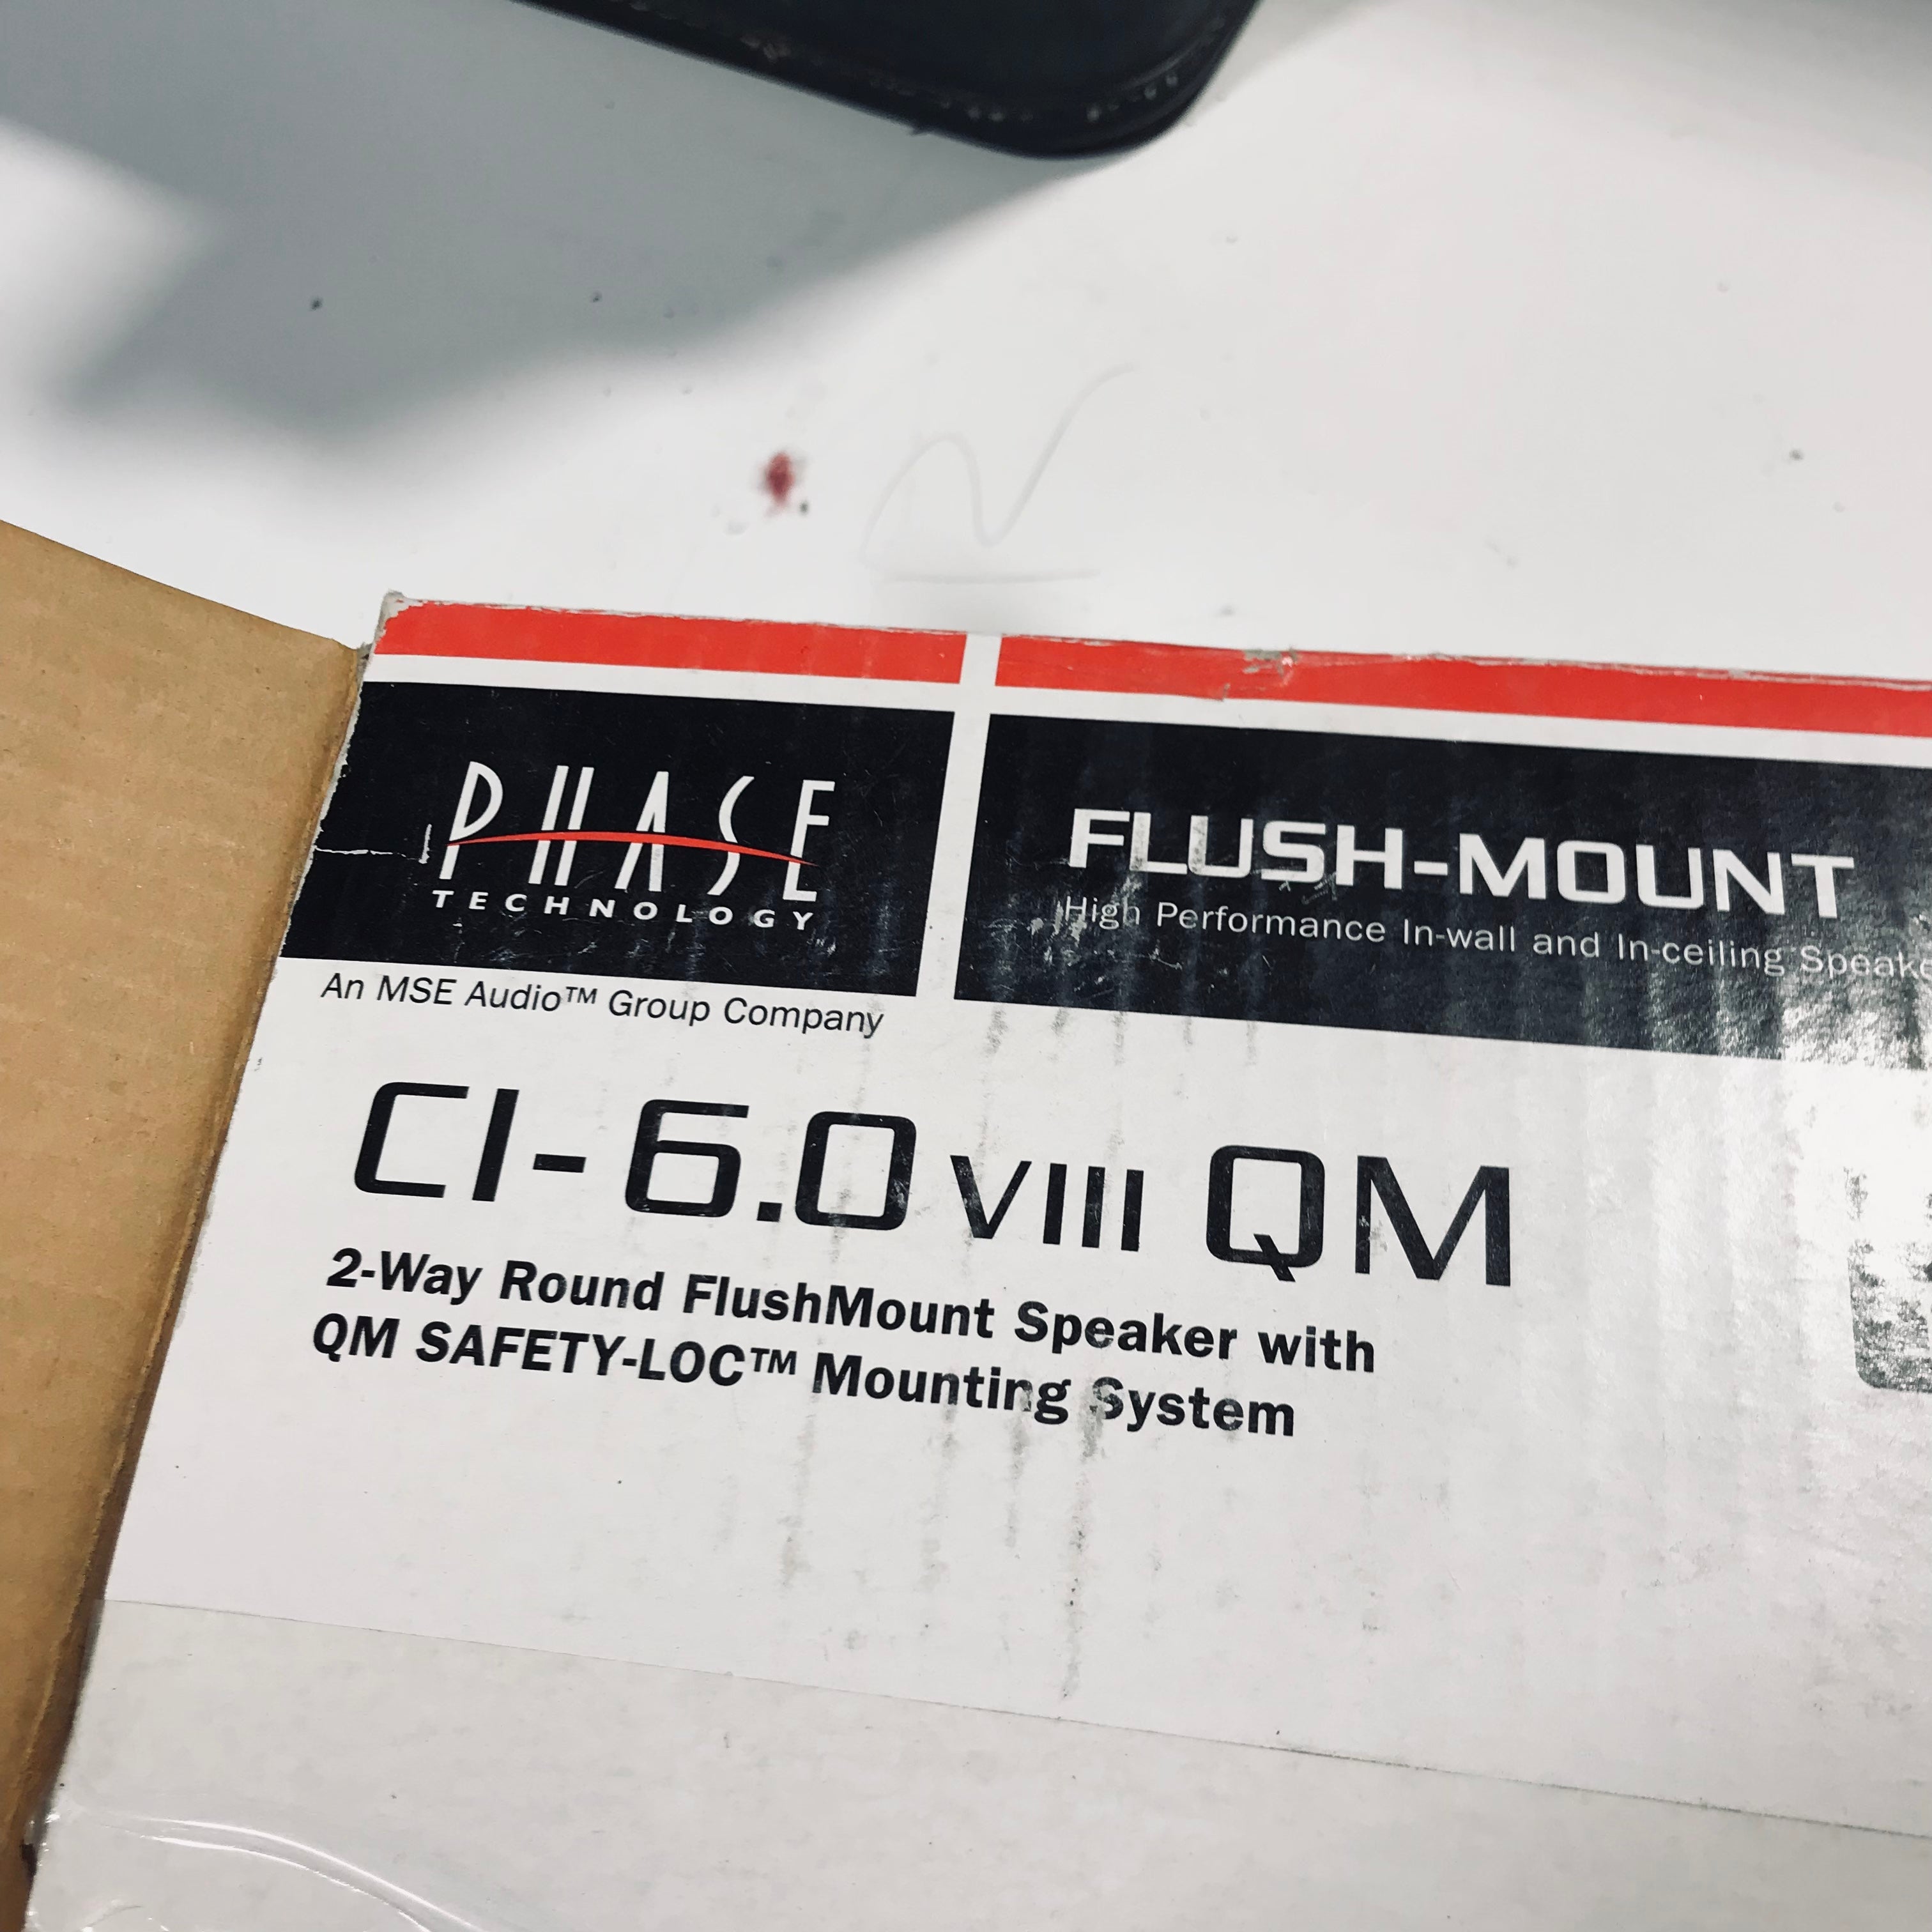 PHASE
TECHNOLOGY
An MSE Audio™ Group Company
FLUSH-MOUNT
High Performance In-wall and In-ceiling
CI-6.0 VIII QM
2-Way Round FlushMount Speaker with
QM SAFETY-LOC™ Mounting System